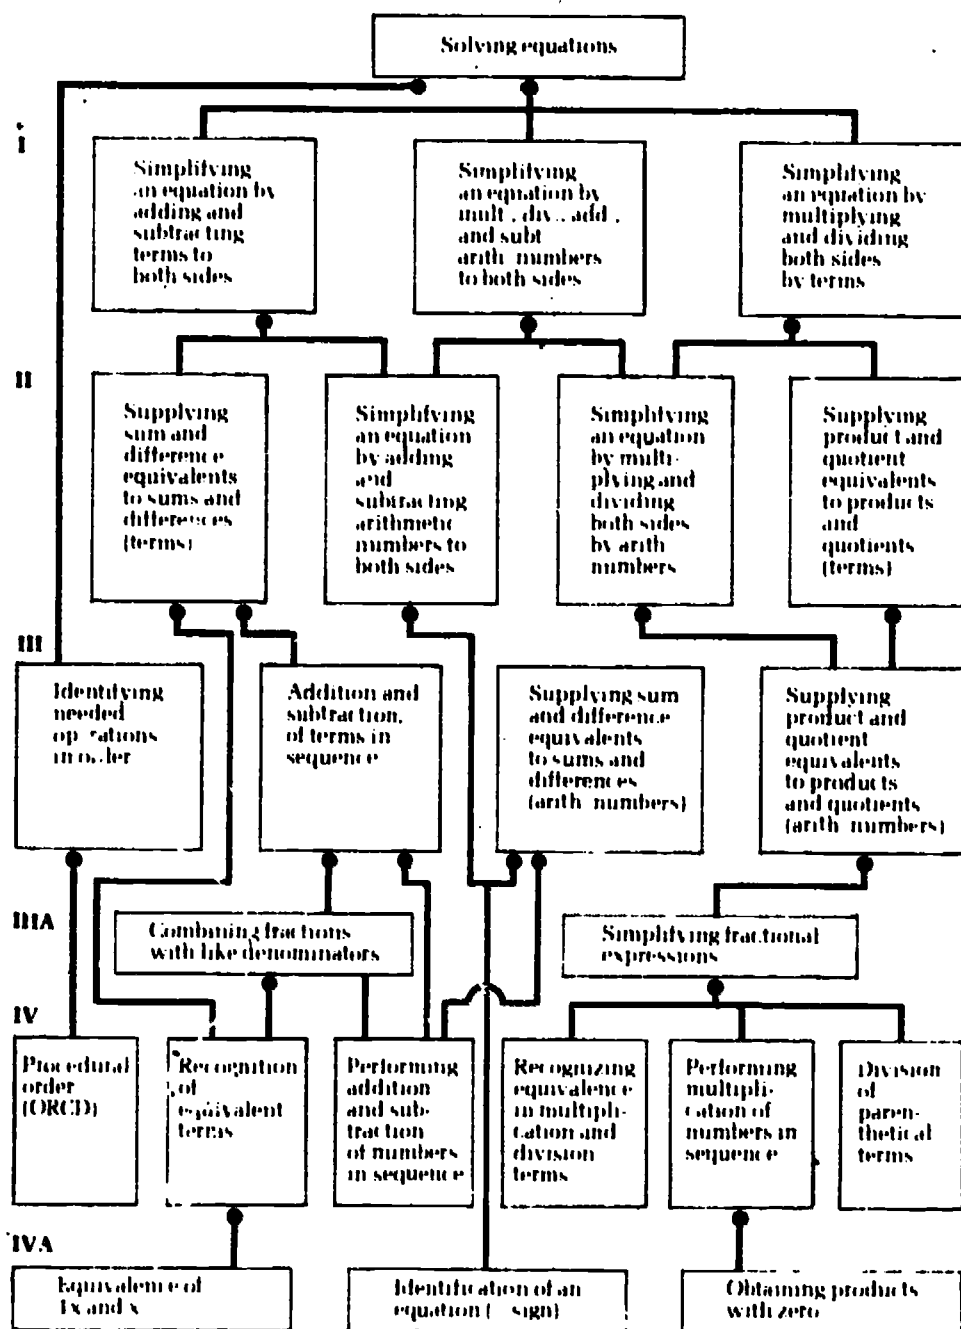 Solving equations
I
Simplifying
an equation by
adding and
subtracting
terms to
both sides
Simplifying
an equation by
mult., div., add.,
and subt
arith numbers
to both sides
Simplifying
an equation by
multiplying
and dividing
both sides
by terms
II
Supplying
sum and
difference
equivalents
to sums and
differences
(terms)
Simplifying
an equation
by adding
and
subtracting
arithmetic
numbers to
both sides
Simplifying
an equation
by multi-
plying and
dividing
both sides
by arith
numbers
Supplying
product and
quotient
equivalents
to products
and
quotients
(terms)
III
Identifying
needed
operations
in order
Addition and
subtraction,
of terms in
sequence
Supplying sum
and difference
equivalents
to sums and
differences
(arith numbers)
Supplying
product and
quotient
equivalents
to products
and quotients
(arith numbers)
IIIA
Combining fractions
with like denominators
Simplifying fractional
expressions
IV
Procedural
order
(ORCD)
Recognition
of
equivalent
terms
Performing
addition
and sub-
traction
of numbers
in sequence
Recognizing
equivalence
in multipli-
cation and
division
terms
Performing
multipli-
cation of
numbers in
sequence
Division
of
paren-
thetical
terms
IVA
Equivalence of
1x and x
Identification of an
equation ( sign)
Obtaining products
with zero